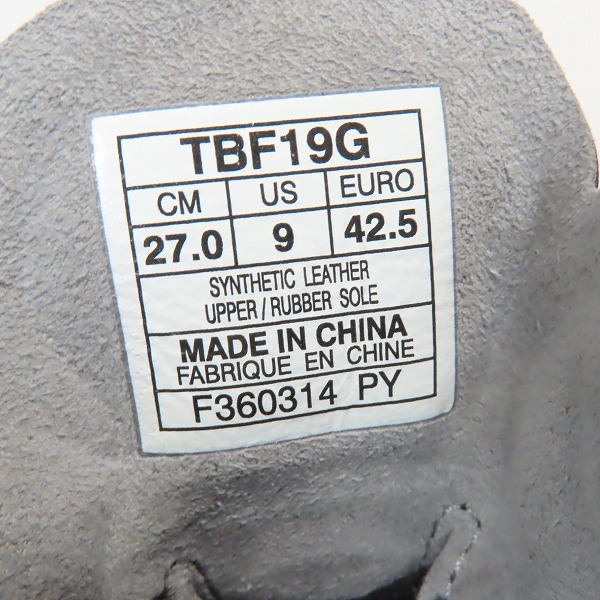 TBF19G
CM US EURO
27.0 9 42.5
SYNTHETIC LEATHER
UPPER / RUBBER SOLE
MADE IN CHINA
FABRIQUE EN CHINE
F360314 PY